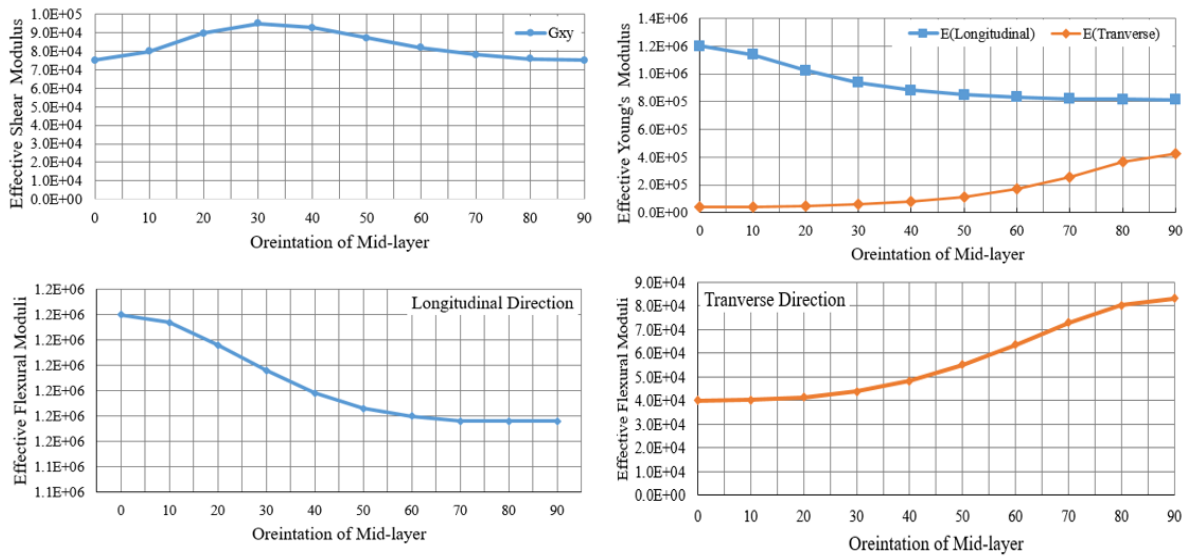 1.0E+05
9.0E+04
8.0E+04
7.0E+04
6.0E+04
5.0E+04
4.0E+04
3.0E+04
2.0E+04
1.0E+04
0.0E+00
Effective Shear Modulus
Gxy
0 10 20 30 40 50 60 70 80 90
Oreintation of Mid-layer
1.4E+06
1.2E+06
1.0E+06
8.0E+05
6.0E+05
4.0E+05
2.0E+05
0.0E+00
Effective Young's Modulus
E(Longitudinal) E(Tranverse)
0 10 20 30 40 50 60 70 80 90
Oreintation of Mid-layer
1.2E+06
1.2E+06
1.2E+06
1.2E+06
1.2E+06
1.2E+06
1.2E+06
1.1E+06
1.1E+06
Effective Flexural Moduli
Longitudinal Direction
0 10 20 30 40 50 60 70 80 90
Oreintation of Mid-layer
9.0E+04
8.0E+04
7.0E+04
6.0E+04
5.0E+04
4.0E+04
3.0E+04
2.0E+04
1.0E+04
0.0E+00
Effective Flexural Moduli
Tranverse Direction
0 10 20 30 40 50 60 70 80 90
Oreintation of Mid-layer